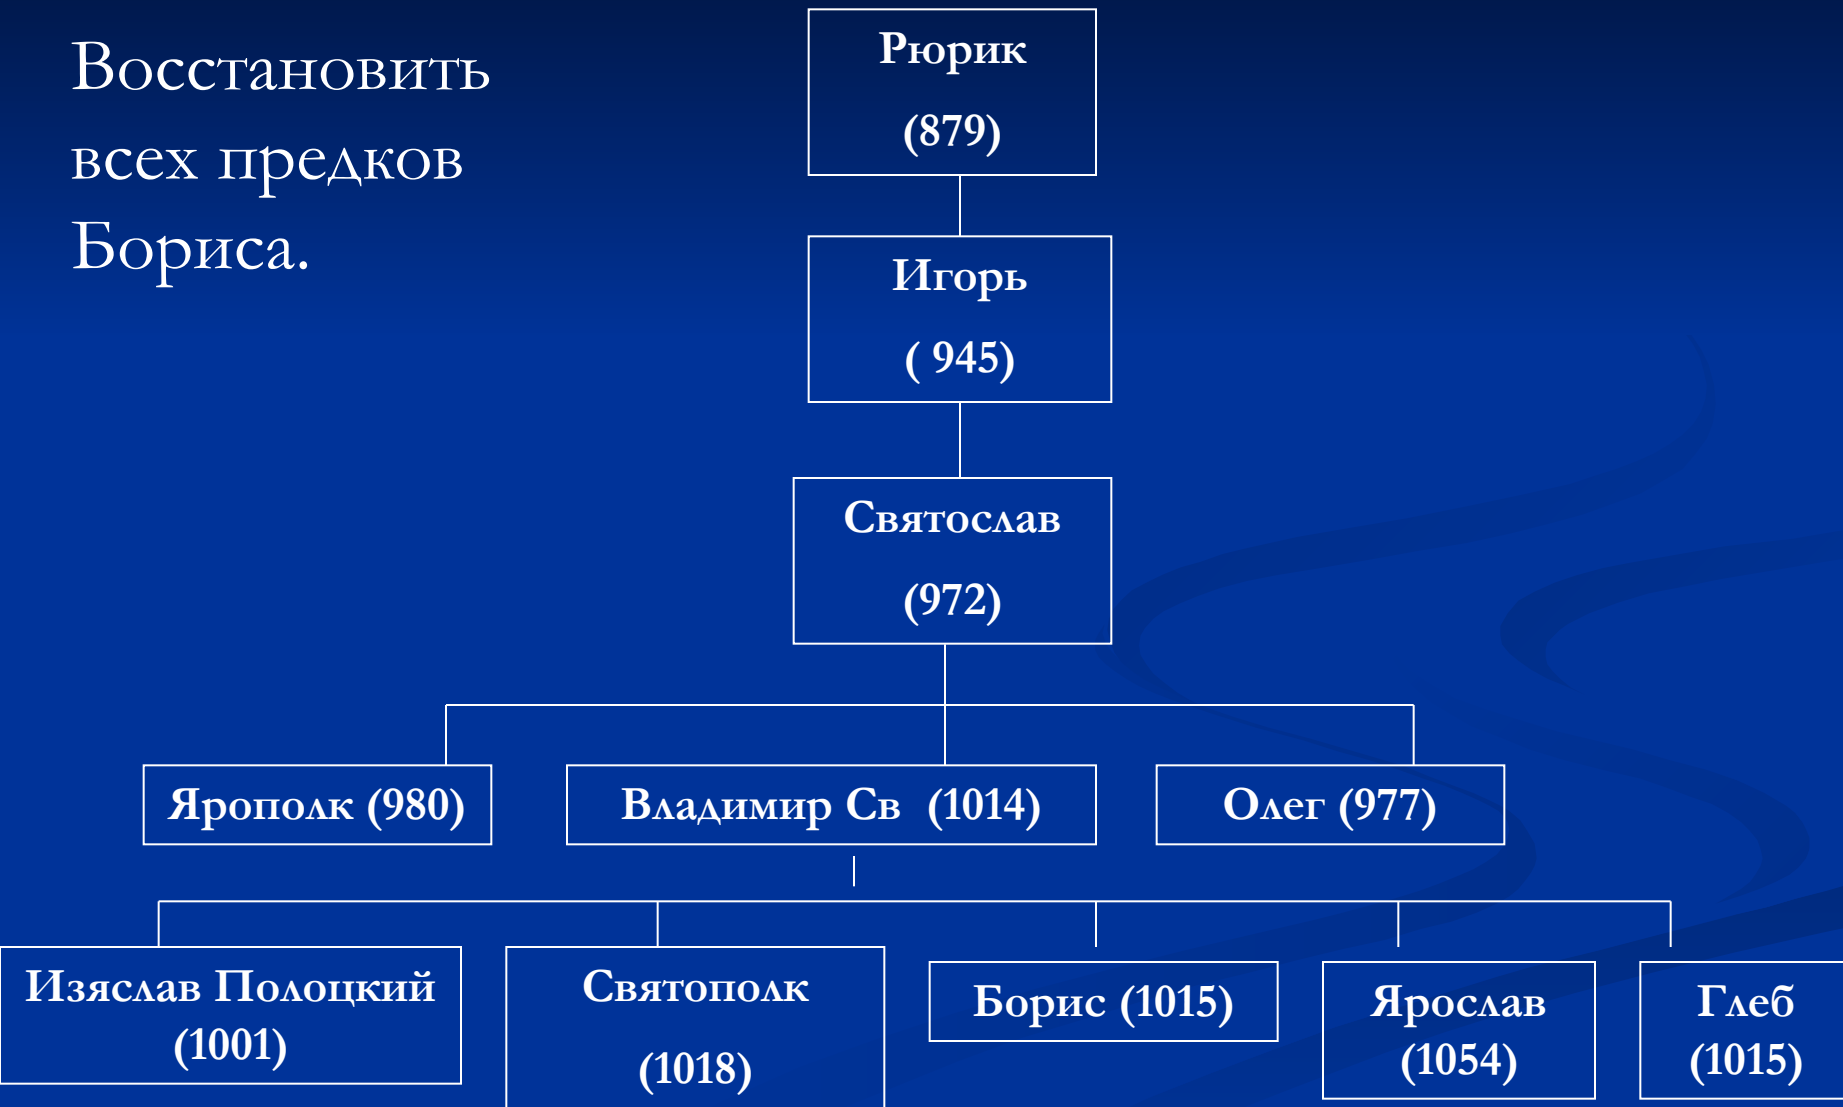 Восстановить
всех предков
Бориса.
Рюрик
(879)
Игорь
( 945)
Святослав
(972)
Ярополк (980)
Владимир Св (1014)
Олег (977)
Изяслав Полоцкий
(1001)
Святополк
(1018)
Борис (1015)
Ярослав
(1054)
Глеб
(1015)